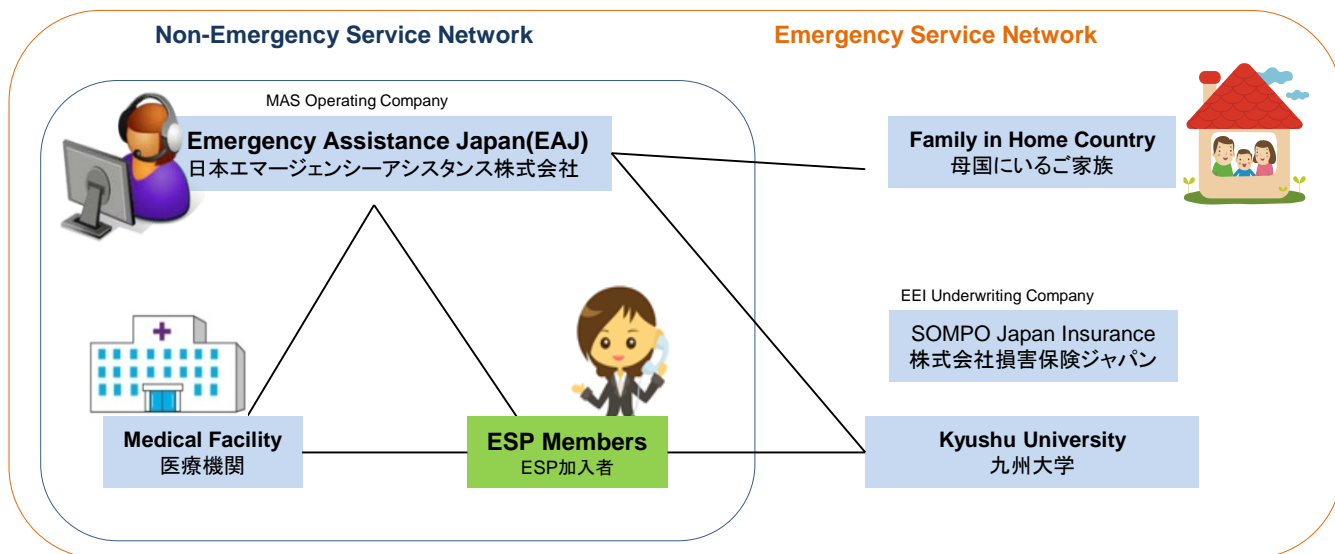 Non-Emergency Service Network
Emergency Service Network
MAS Operating Company
Emergency Assistance Japan(EAJ)
日本エマージェンシーアシスタンス株式会社
Family in Home Country
母国にいるご家族
EEI Underwriting Company
SOMPO Japan Insurance
株式会社損害保険ジャパン
Medical Facility
医療機関
ESP Members
ESP加入者
Kyushu University
九州大学